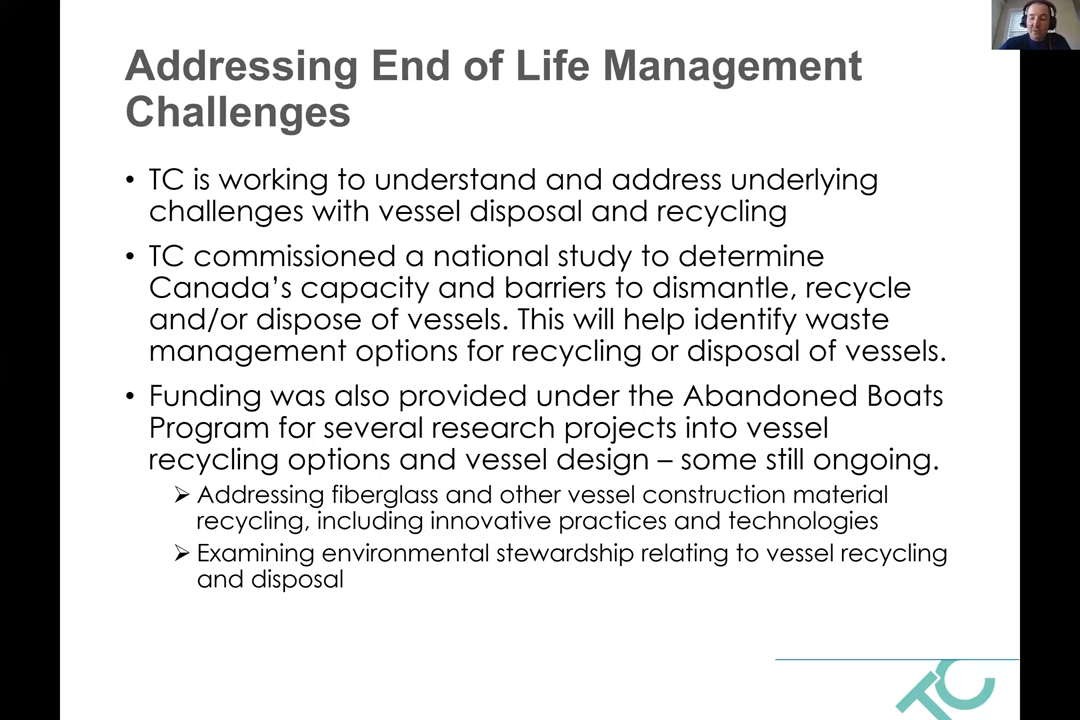 Addressing End of Life Management
Challenges
• TC is working to understand and address underlying
challenges with vessel disposal and recycling
• TC commissioned a national study to determine
Canada’s capacity and barriers to dismantle, recycle
and/or dispose of vessels. This will help identify waste
management options for recycling or disposal of vessels.
• Funding was also provided under the Abandoned Boats
Program for several research projects into vessel
recycling options and vessel design – some still ongoing.
➢ Addressing fiberglass and other vessel construction material
recycling, including innovative practices and technologies
➢ Examining environmental stewardship relating to vessel recycling
and disposal
TC